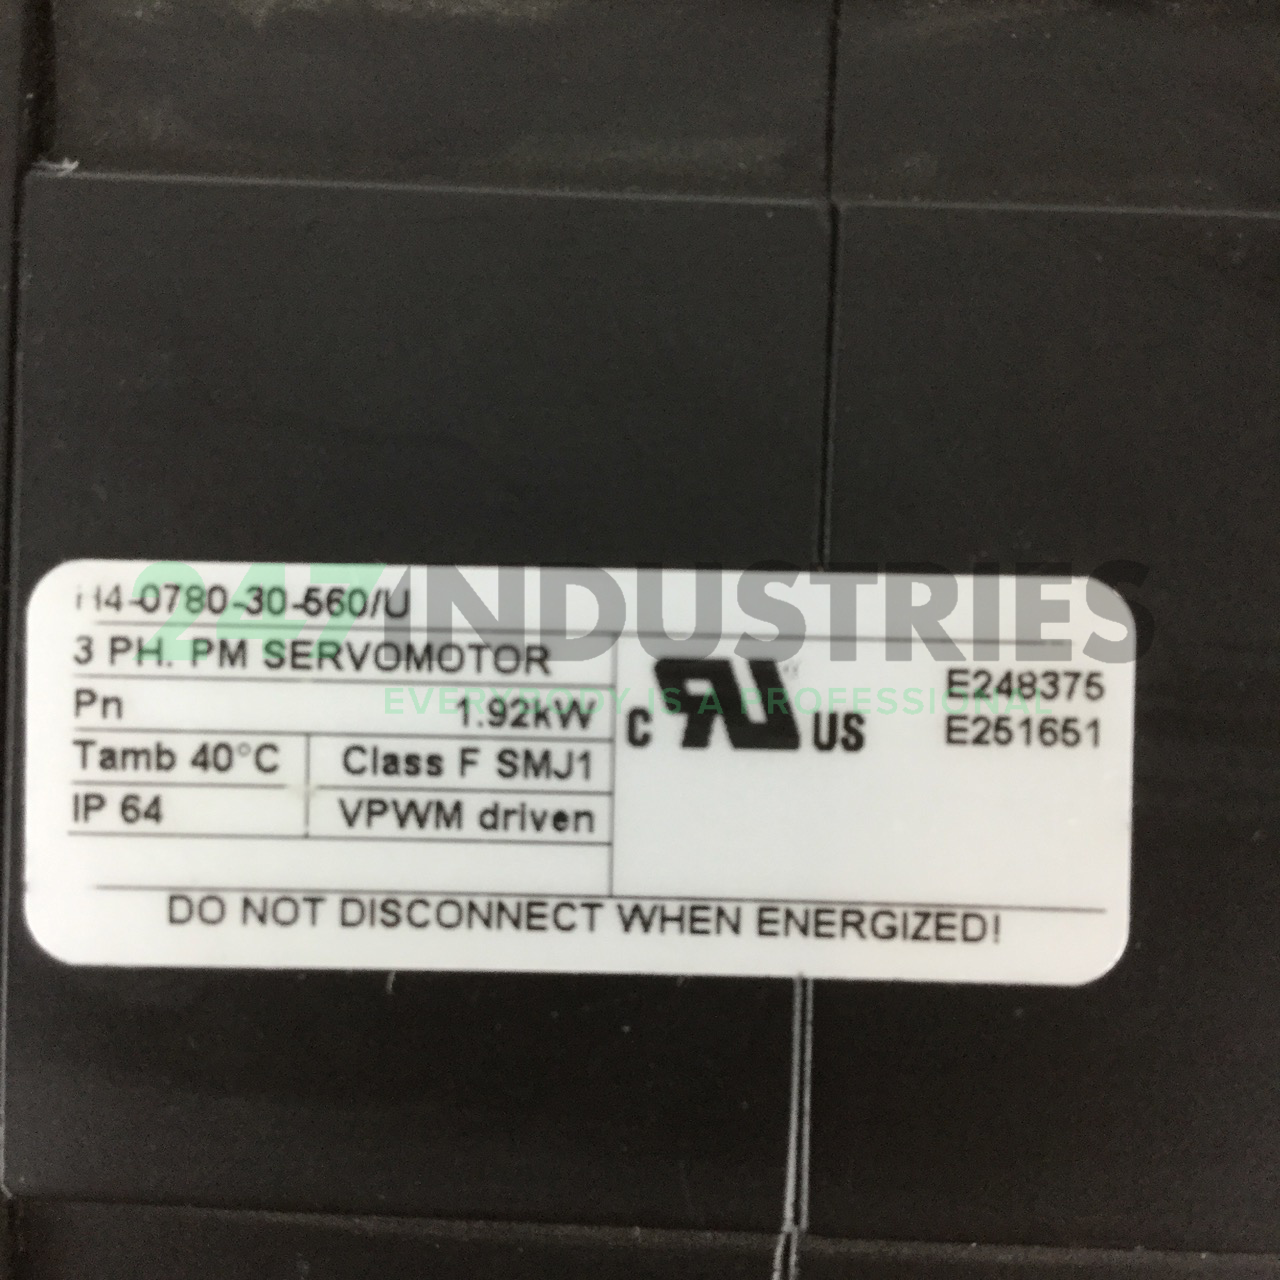 H4-0780-30-560/U
3 PH. PM SERVOMOTOR
Pn 1.92kW
Tamb 40°C Class F SMJ1
IP 64 VPWM driven
C RU US
E248375
E251651
DO NOT DISCONNECT WHEN ENERGIZED!
247INDUSTRIES
EVERYBODY IS A PROFESSIONAL